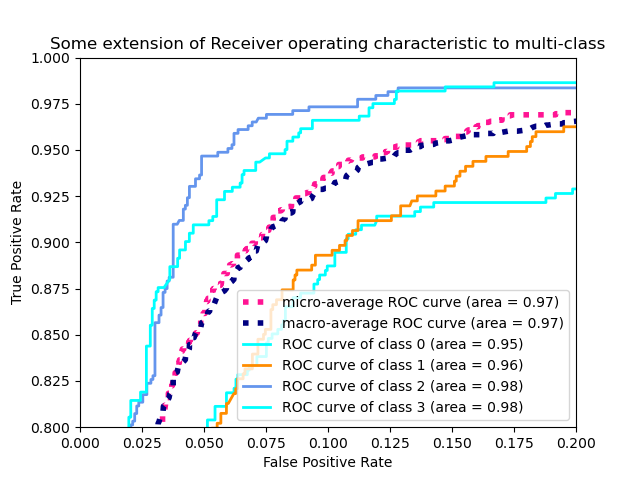 Some extension of Receiver operating characteristic to multi-class
1.000
0.975
0.950
0.925
0.900
0.875
0.850
0.825
0.800
True Positive Rate
micro-average ROC curve (area = 0.97)
macro-average ROC curve (area = 0.97)
ROC curve of class 0 (area = 0.95)
ROC curve of class 1 (area = 0.96)
ROC curve of class 2 (area = 0.98)
ROC curve of class 3 (area = 0.98)
0.000 0.025 0.050 0.075 0.100 0.125 0.150 0.175 0.200
False Positive Rate